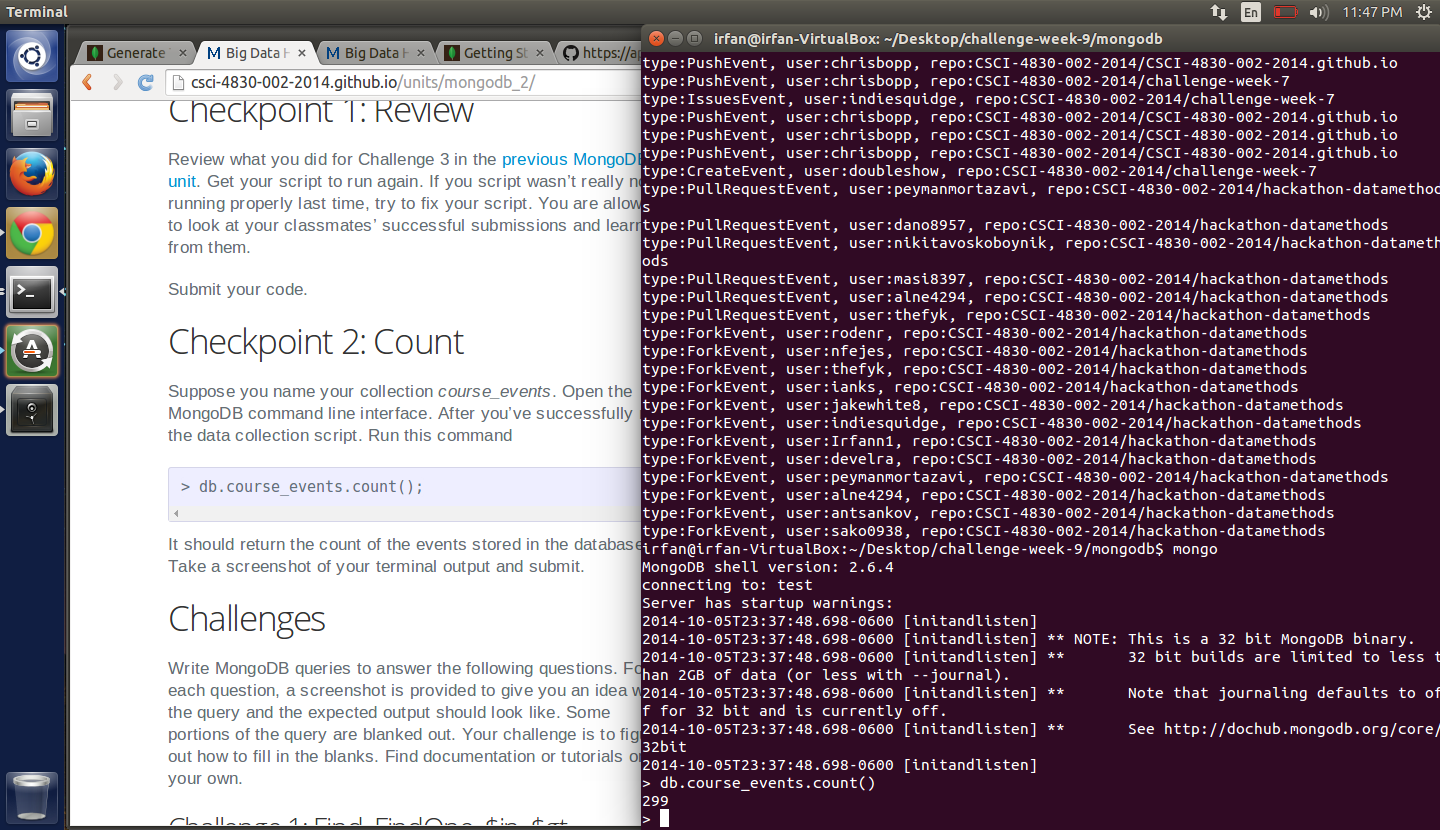 Terminal
En
11:47 PM
Generate
Big Data H
Big Data H
Getting St
https://ap
irfan@irfan-VirtualBox: ~/Desktop/challenge-week-9/mongodb
csci-4830-002-2014.github.io/units/mongodb_2/
Checkpoint 1: Review
Review what you did for Challenge 3 in the previous MongoDB
unit. Get your script to run again. If you script wasn’t really no
running properly last time, try to fix your script. You are allow
to look at your classmates’ successful submissions and learn
from them.
Submit your code.
Checkpoint 2: Count
Suppose you name your collection course_events. Open the
MongoDB command line interface. After you’ve successfully r
the data collection script. Run this command
> db.course_events.count();
It should return the count of the events stored in the database
Take a screenshot of your terminal output and submit.
Challenges
Write MongoDB queries to answer the following questions. Fo
each question, a screenshot is provided to give you an idea w
the query and the expected output should look like. Some
portions of the query are blanked out. Your challenge is to figu
out how to fill in the blanks. Find documentation or tutorials on
your own.
Challenge 1: Find, FindOne, $in, $gt
type:PushEvent, user:chrisbopp, repo:CSCI-4830-002-2014/CSCI-4830-002-2014.github.io
type:PushEvent, user:chrisbopp, repo:CSCI-4830-002-2014/challenge-week-7
type:IssuesEvent, user:indiesquidge, repo:CSCI-4830-002-2014/challenge-week-7
type:PushEvent, user:chrisbopp, repo:CSCI-4830-002-2014/CSCI-4830-002-2014.github.io
type:PushEvent, user:chrisbopp, repo:CSCI-4830-002-2014/CSCI-4830-002-2014.github.io
type:PushEvent, user:chrisbopp, repo:CSCI-4830-002-2014/CSCI-4830-002-2014.github.io
type:CreateEvent, user:doubleshow, repo:CSCI-4830-002-2014/challenge-week-7
type:PullRequestEvent, user:peymanmortazavi, repo:CSCI-4830-002-2014/hackathon-datamethod
s
type:PullRequestEvent, user:dano8957, repo:CSCI-4830-002-2014/hackathon-datamethods
type:PullRequestEvent, user:nikitavoskoboynik, repo:CSCI-4830-002-2014/hackathon-datameth
ods
type:PullRequestEvent, user:masi8397, repo:CSCI-4830-002-2014/hackathon-datamethods
type:PullRequestEvent, user:alne4294, repo:CSCI-4830-002-2014/hackathon-datamethods
type:PullRequestEvent, user:thefyk, repo:CSCI-4830-002-2014/hackathon-datamethods
type:ForkEvent, user:rodenr, repo:CSCI-4830-002-2014/hackathon-datamethods
type:ForkEvent, user:nfejes, repo:CSCI-4830-002-2014/hackathon-datamethods
type:ForkEvent, user:thefyk, repo:CSCI-4830-002-2014/hackathon-datamethods
type:ForkEvent, user:ianks, repo:CSCI-4830-002-2014/hackathon-datamethods
type:ForkEvent, user:jakewhite8, repo:CSCI-4830-002-2014/hackathon-datamethods
type:ForkEvent, user:indiesquidge, repo:CSCI-4830-002-2014/hackathon-datamethods
type:ForkEvent, user:Irfann1, repo:CSCI-4830-002-2014/hackathon-datamethods
type:ForkEvent, user:develra, repo:CSCI-4830-002-2014/hackathon-datamethods
type:ForkEvent, user:peymanmortazavi, repo:CSCI-4830-002-2014/hackathon-datamethods
type:ForkEvent, user:alne4294, repo:CSCI-4830-002-2014/hackathon-datamethods
type:ForkEvent, user:antsankov, repo:CSCI-4830-002-2014/hackathon-datamethods
type:ForkEvent, user:sako0938, repo:CSCI-4830-002-2014/hackathon-datamethods
irfan@irfan-VirtualBox:~/Desktop/challenge-week-9/mongodb$ mongo
MongoDB shell version: 2.6.4
connecting to: test
Server has startup warnings:
2014-10-05T23:37:48.698-0600 [initandlisten]
2014-10-05T23:37:48.698-0600 [initandlisten] ** NOTE: This is a 32 bit MongoDB binary.
2014-10-05T23:37:48.698-0600 [initandlisten] **       32 bit builds are limited to less t
han 2GB of data (or less with --journal).
2014-10-05T23:37:48.698-0600 [initandlisten] **       Note that journaling defaults to of
f for 32 bit and is currently off.
2014-10-05T23:37:48.698-0600 [initandlisten] **       See http://dochub.mongodb.org/core/
32bit
2014-10-05T23:37:48.698-0600 [initandlisten]
> db.course_events.count()
299
>